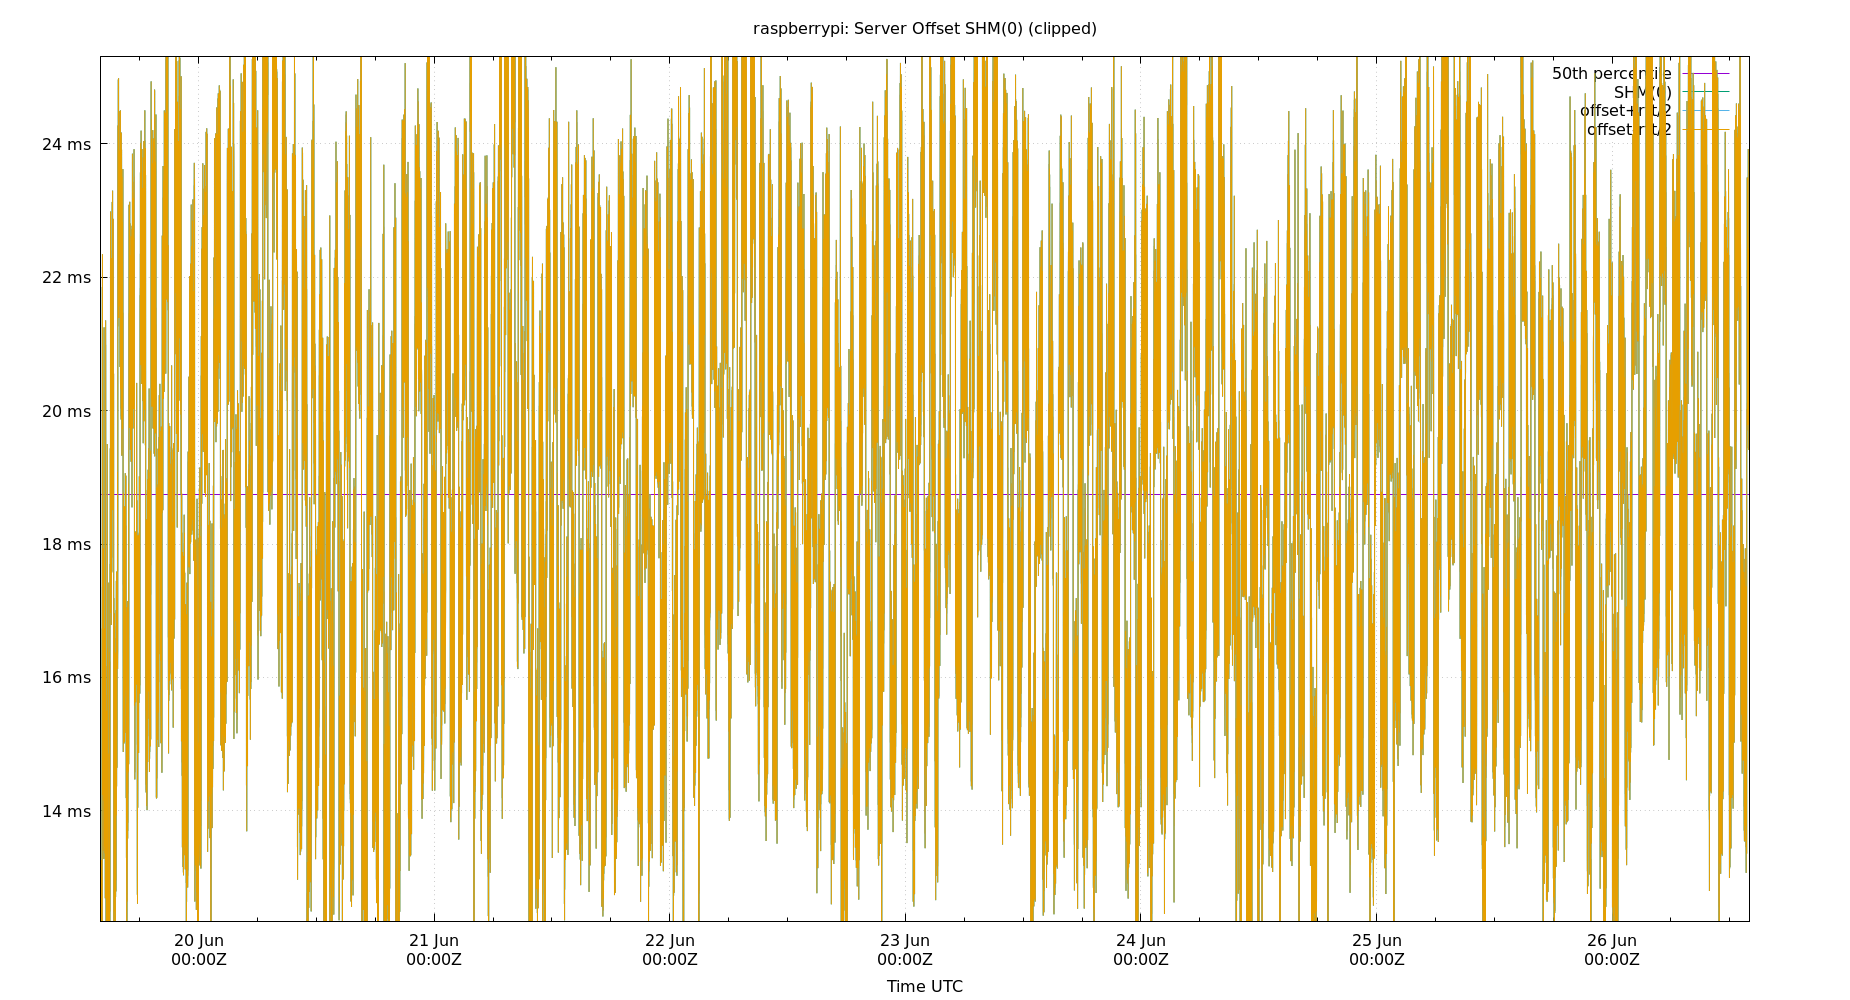 raspberrypi: Server Offset SHM(0) (clipped)
50th percentile
SHM(0)
offset+rtt/2
offset-rtt/2
24 ms
22 ms
20 ms
18 ms
16 ms
14 ms
20 Jun 21 Jun 22 Jun 23 Jun 24 Jun 25 Jun 26 Jun
00:00Z 00:00Z 00:00Z 00:00Z 00:00Z 00:00Z 00:00Z
Time UTC